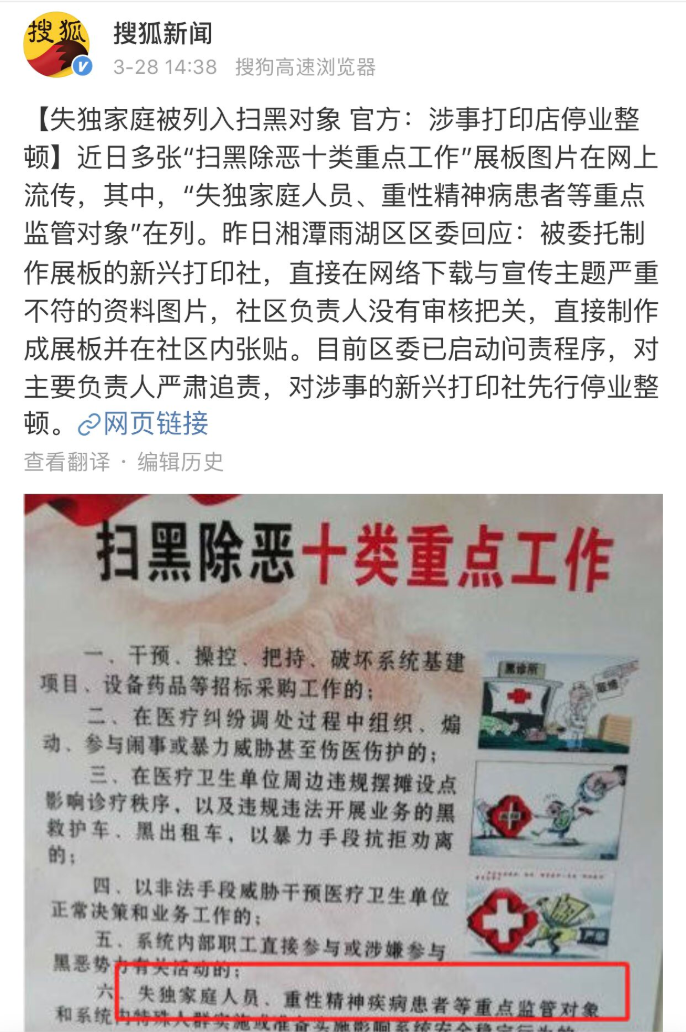 搜狐
搜狐新闻
3-28 14:38 搜狗高速浏览器
【失独家庭被列入扫黑对象 官方：涉事打印店停业整
顿】近日多张“扫黑除恶十类重点工作”展板图片在网上
流传，其中，“失独家庭人员、重性精神病患者等重点
监管对象”在列。昨日湘潭雨湖区区委回应：被委托制
作展板的新兴打印社，直接在网络下载与宣传主题严重
不符的资料图片，社区负责人没有审核把关，直接制作
成展板并在社区内张贴。目前区委已启动问责程序，对
主要负责人严肃追责，对涉事的新兴打印社先行停业整
顿。网页链接
查看翻译 · 编辑历史
扫黑除恶十类重点工作
一、干预、操控、把持、破坏系统基建
项目、设备药品等招标采购工作的；
二、在医疗纠纷调处过程中组织、煽
动、参与闹事或暴力威胁甚至伤医伤护的；
三、在医疗卫生单位周边违规摆摊设点
影响诊疗秩序，以及违规违法开展业务的黑
救护车、黑出租车，以暴力手段抗拒劝离
的；
四、以非法手段威胁干预医疗卫生单位
正常决策和业务工作的；
五、系统内部职工直接参与或涉嫌参与
黑恶势力有关活动的；
六、失独家庭人员、重性精神疾病患者等重点监管对象
和系统内特殊人群实施或准备
黑诊所